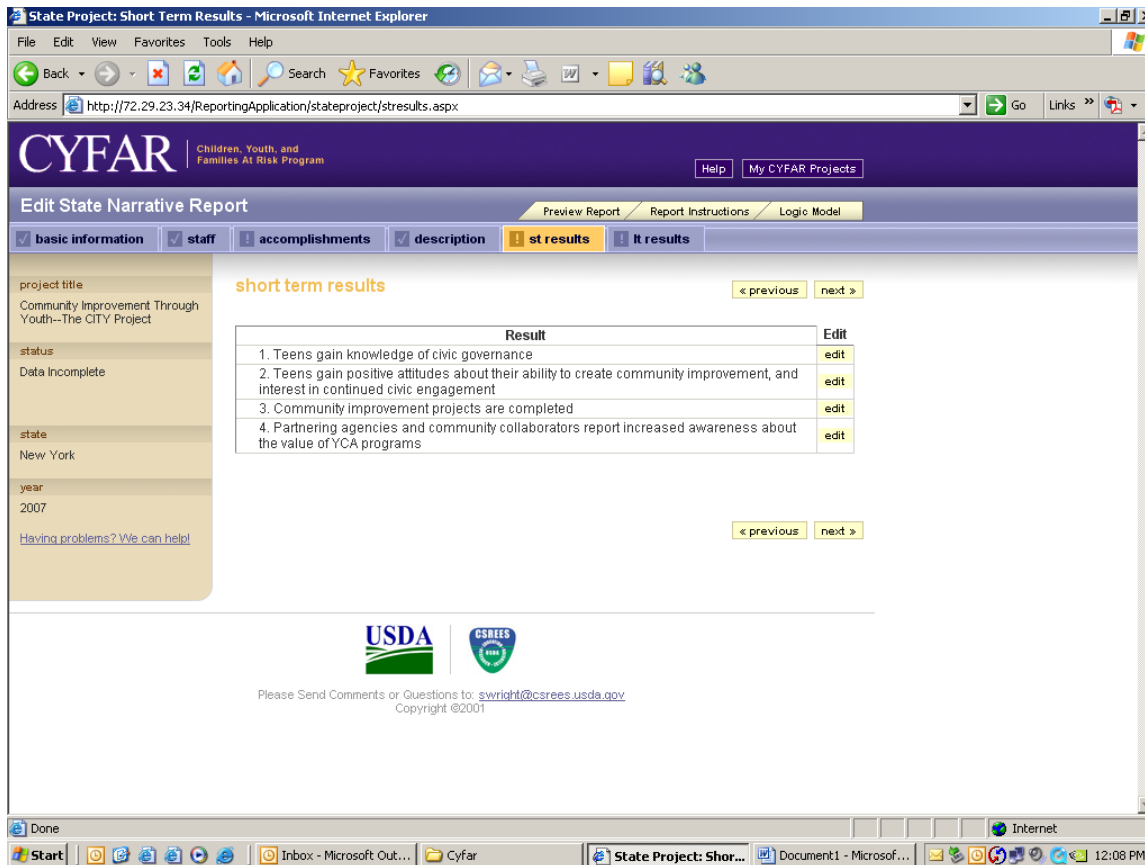 State Project: Short Term Results - Microsoft Internet Explorer
File Edit View Favorites Tools Help
Back Search Favorites
Address http://72.29.23.34/ReportingApplication/stateproject/stresults.aspx Go Links »
CYFAR Children, Youth, and
Families At Risk Program
Help My CYFAR Projects
Edit State Narrative Report
Preview Report Report Instructions Logic Model
basic information staff ! accomplishments description ! st results ! lt results
project title
Community Improvement Through
Youth--The CITY Project
status
Data Incomplete
state
New York
year
2007
Having problems? We can help!
short term results
« previous next »
Result Edit
1. Teens gain knowledge of civic governance edit
2. Teens gain positive attitudes about their ability to create community improvement, and
interest in continued civic engagement edit
3. Community improvement projects are completed edit
4. Partnering agencies and community collaborators report increased awareness about
the value of YCA programs edit
« previous next »
USDA CSREES
USDA
Please Send Comments or Questions to: swright@csrees.usda.gov
Copyright ©2001
Done Internet
Start Inbox - Microsoft Out... Cyfar State Project: Shor... Document1 - Microsof... 12:08 PM